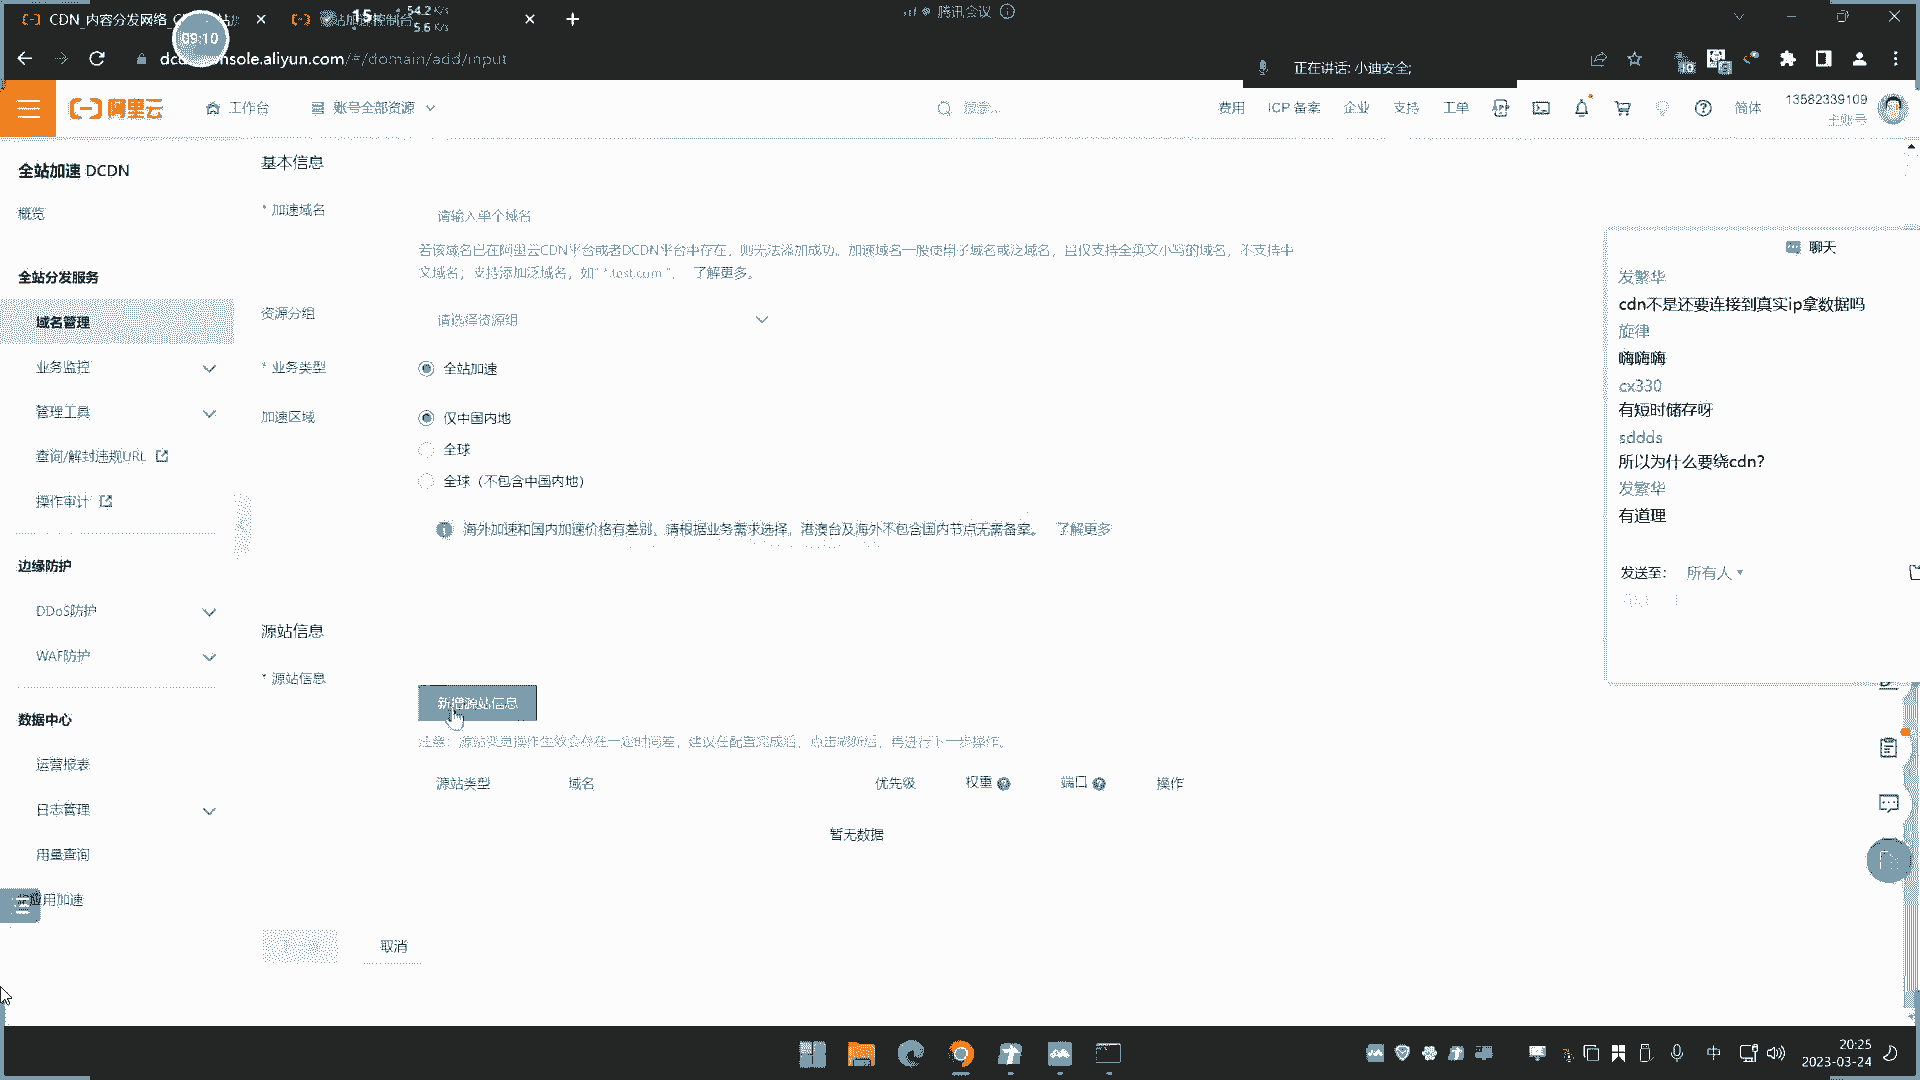 CDN_内容分发网络_C
站加速控制台
15
54.2 K/s
5.6 K/s
09:10
腾讯会议
console.aliyun.com/#/domain/add/input
正在讲话: 小迪安全;
阿里云
工作台
账号全部资源
搜索...
费用
ICP 备案
企业
支持
工单
简体
13582339109
主账号
全站加速 DCDN
概览
全站分发服务
域名管理
业务监控
管理工具
查询/解封违规URL
操作审计
边缘防护
DDoS防护
WAF防护
数据中心
运营报表
日志管理
用量查询
应用加速
基本信息
* 加速域名
请输入单个域名
若该域名已在阿里云CDN平台或者DCDN平台中存在，则无法添加成功。加速域名一般使用子域名或泛域名，且仅支持全英文小写的域名，不支持中
文域名；支持添加泛域名，如" *.test.com "。 了解更多。
资源分组
请选择资源组
* 业务类型
全站加速
加速区域
仅中国内地
全球
全球（不包含中国内地）
海外加速和国内加速价格有差别，请根据业务需求选择。港澳台及海外不包含国内节点无需备案。 了解更多
源站信息
* 源站信息
新增源站信息
注意：源站变更操作生效会存在一定时间差，建议在配置完成后，点击刷新后，再进行下一步操作。
源站类型
域名
优先级
权重
端口
操作
暂无数据
取消
聊天
发繁华
cdn不是还要连接到真实ip拿数据吗
旋律
嗨嗨嗨
cx330
有短时储存呀
sddds
所以为什么要绕cdn?
发繁华
有道理
发送至:
所有人
中
20:25
2023-03-24